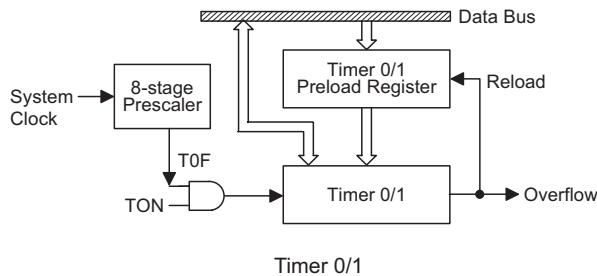 Data Bus
8-stage
Prescaler
System
Clock
Timer 0/1
Preload Register
Reload
T0F
TON
Timer 0/1
Overflow
Timer 0/1